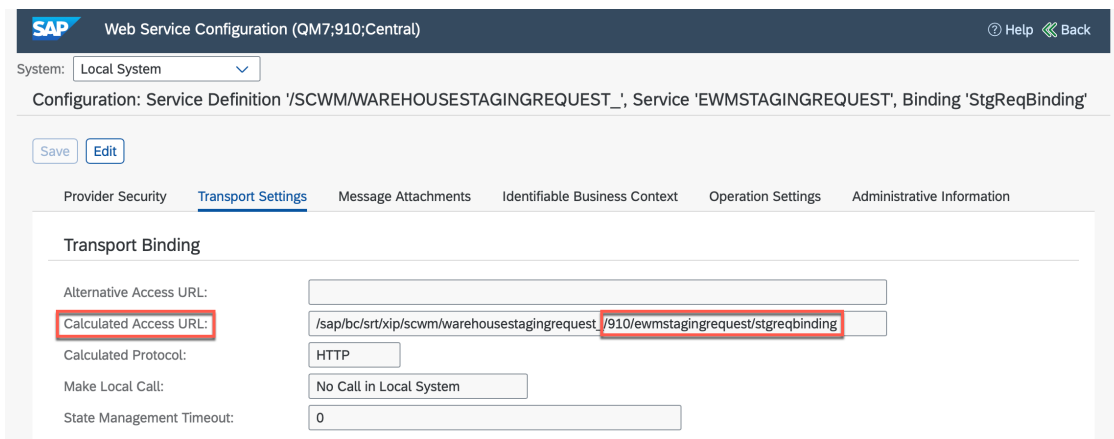 SAP Web Service Configuration (QM7;910;Central) Help Back
System: Local System
Configuration: Service Definition '/SCWM/WAREHOUSESTAGINGREQUEST_', Service 'EWMSTAGINGREQUEST', Binding 'StgReqBinding'
Save Edit
Provider Security Transport Settings Message Attachments Identifiable Business Context Operation Settings Administrative Information
Transport Binding
Alternative Access URL:
Calculated Access URL: /sap/bc/srt/xip/scwm/warehousestagingrequest_/910/ewmstagingrequest/stgreqbinding
Calculated Protocol: HTTP
Make Local Call: No Call in Local System
State Management Timeout: 0